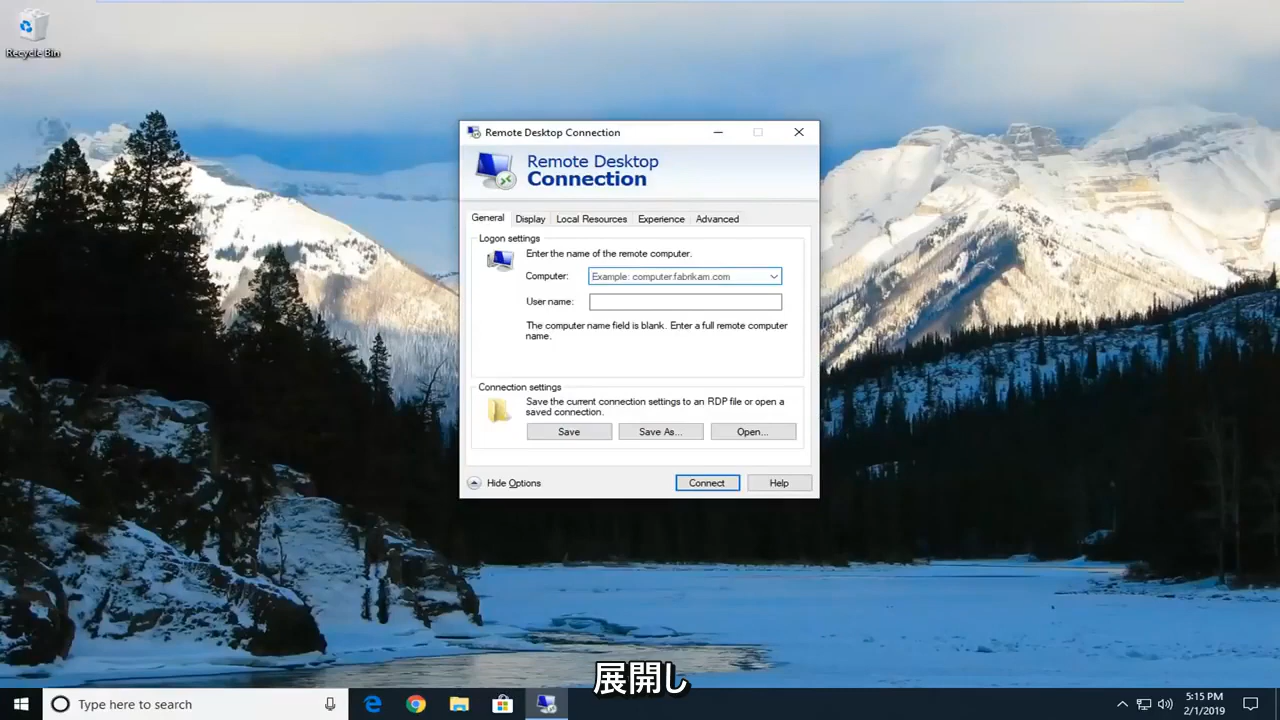 Recycle Bin
Remote Desktop Connection
Remote Desktop
Connection
General Display Local Resources Experience Advanced
Logon settings
Enter the name of the remote computer.
Computer: Example: computer.fabrikam.com
User name:
The computer name field is blank. Enter a full remote computer
name.
Connection settings
Save the current connection settings to an RDP file or open a
saved connection.
Save Save As... Open...
Hide Options Connect Help
展開し
Type here to search
5:15 PM
2/1/2019